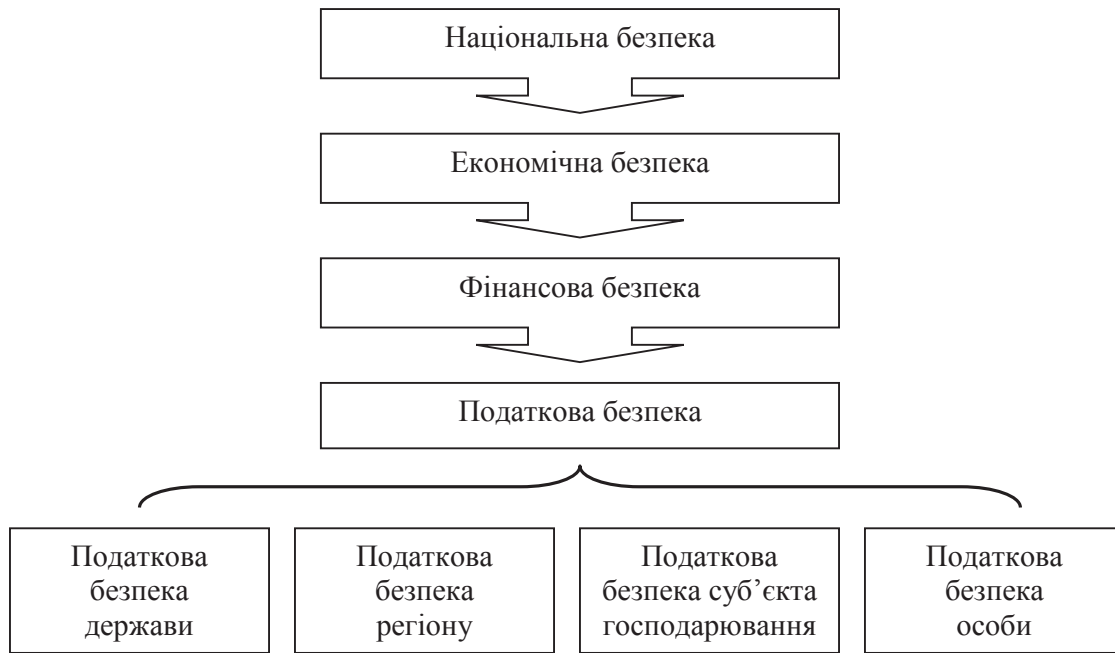 Національна безпека
Економічна безпека
Фінансова безпека
Податкова безпека
Податкова
безпека
держави
Податкова
безпека
регіону
Податкова
безпека суб’єкта
господарювання
Податкова
безпека
особи